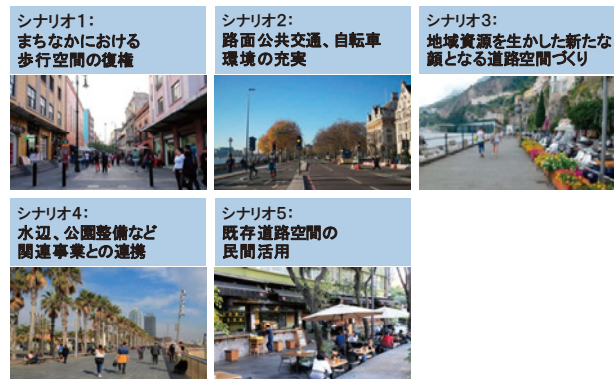 シナリオ1:
まちなかにおける
歩行空間の復権
シナリオ2:
路面公共交通、自転車
環境の充実
シナリオ3:
地域資源を生かした新たな
顔となる道路空間づくり
シナリオ4:
水辺、公園整備など
関連事業との連携
シナリオ5:
既存道路空間の
民間活用